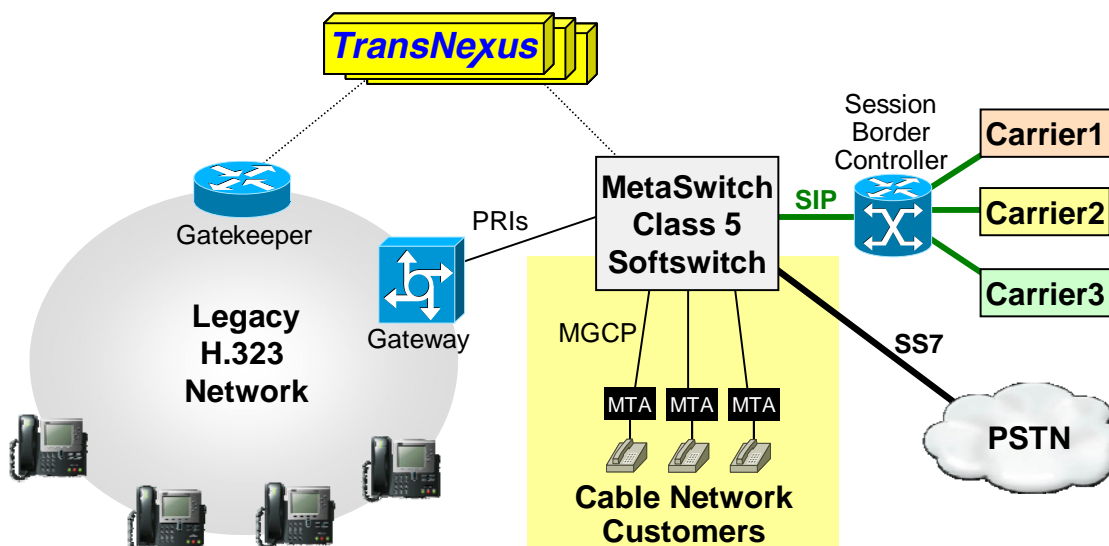 TransNexus
Session
Border
Controller
Carrier1
Carrier2
Carrier3
SIP
MetaSwitch
Class 5
Softswitch
PRIs
Gatekeeper
Gateway
Legacy
H.323
Network
MGCP
SS7
MTA MTA MTA
PSTN
Cable Network
Customers